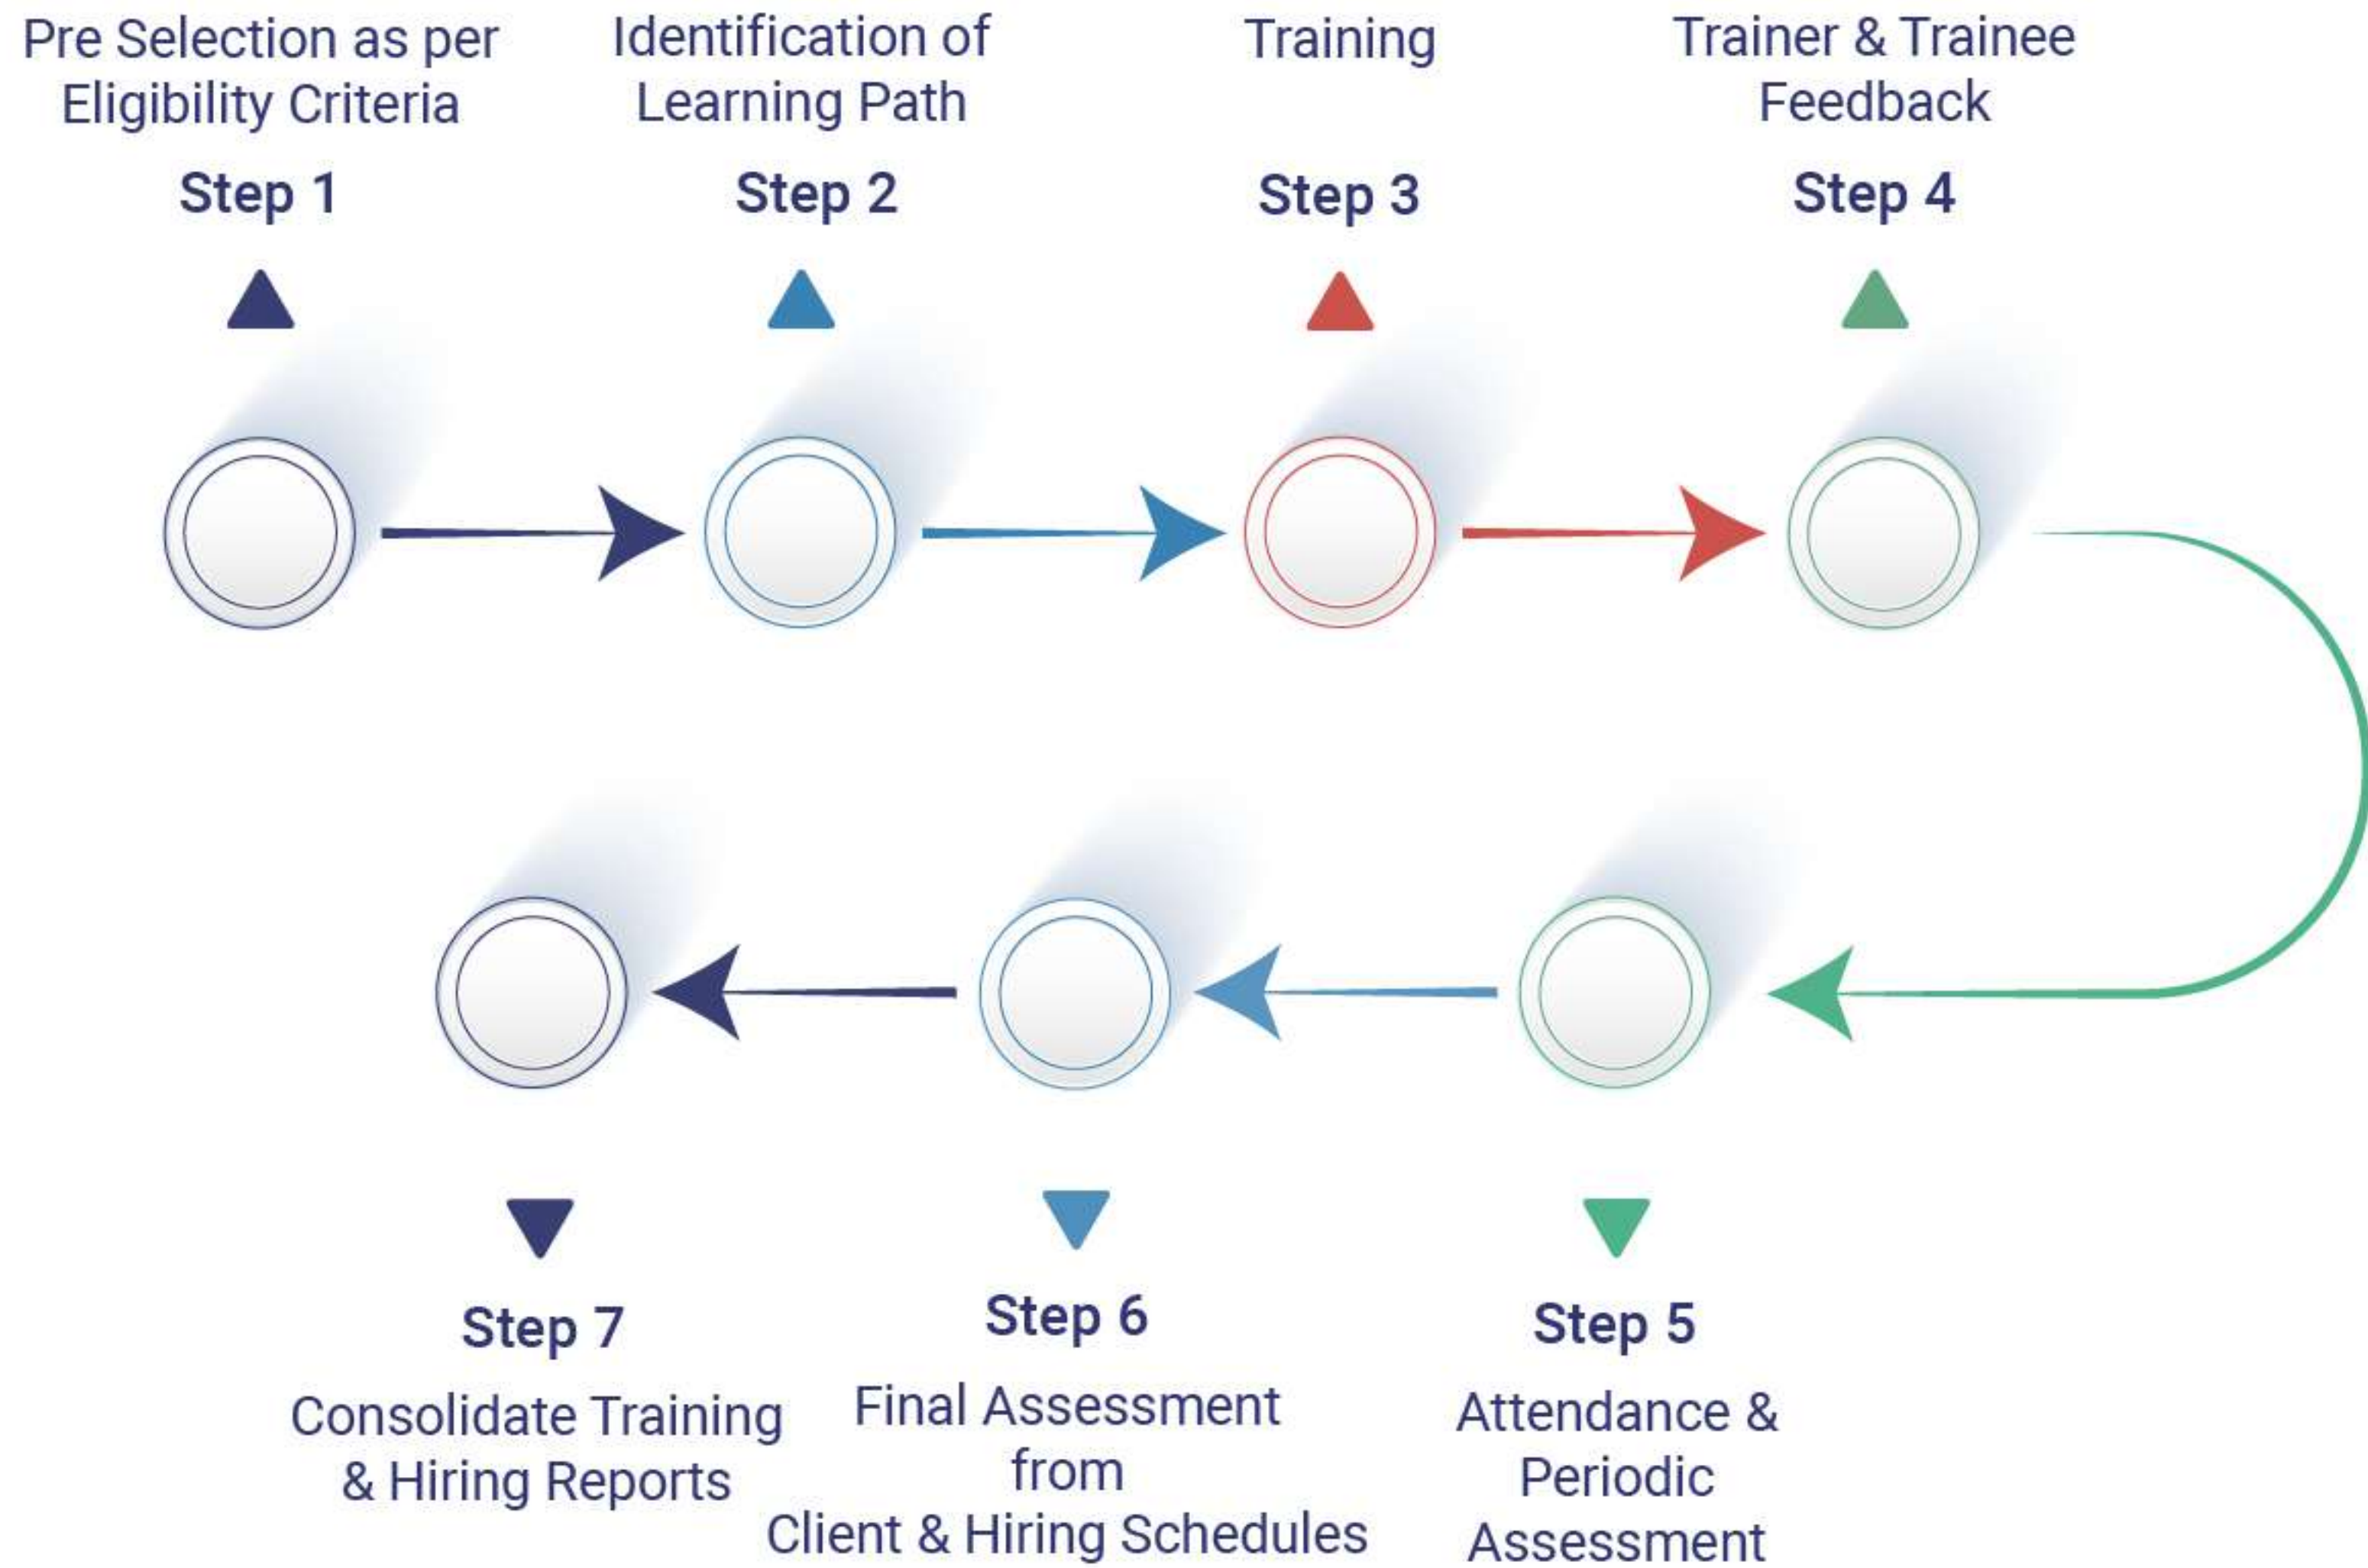 Pre Selection as per
Eligibility Criteria
Step 1
Identification of
Learning Path
Step 2
Training
Step 3
Trainer & Trainee
Feedback
Step 4
Step 5
Attendance &
Periodic
Assessment
Step 6
Final Assessment
from
Client & Hiring Schedules
Step 7
Consolidate Training
& Hiring Reports